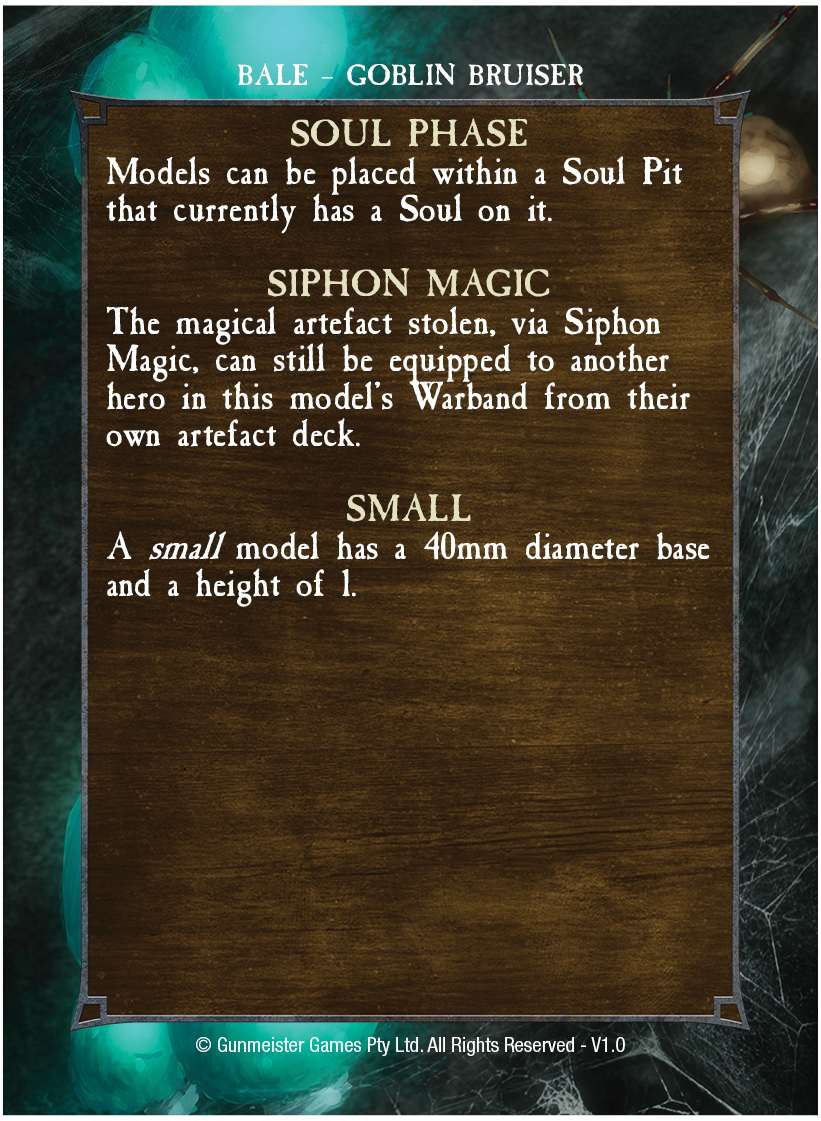 BALE – GOBLIN BRUISER
SOUL PHASE
Models can be placed within a Soul Pit
that currently has a Soul on it.
SIPHON MAGIC
The magical artefact stolen, via Siphon
Magic, can still be equipped to another
hero in this model's Warband from their
own artefact deck.
SMALL
A small model has a 40mm diameter base
and a height of 1.
© Gunmeister Games Pty Ltd. All Rights Reserved - V1.0